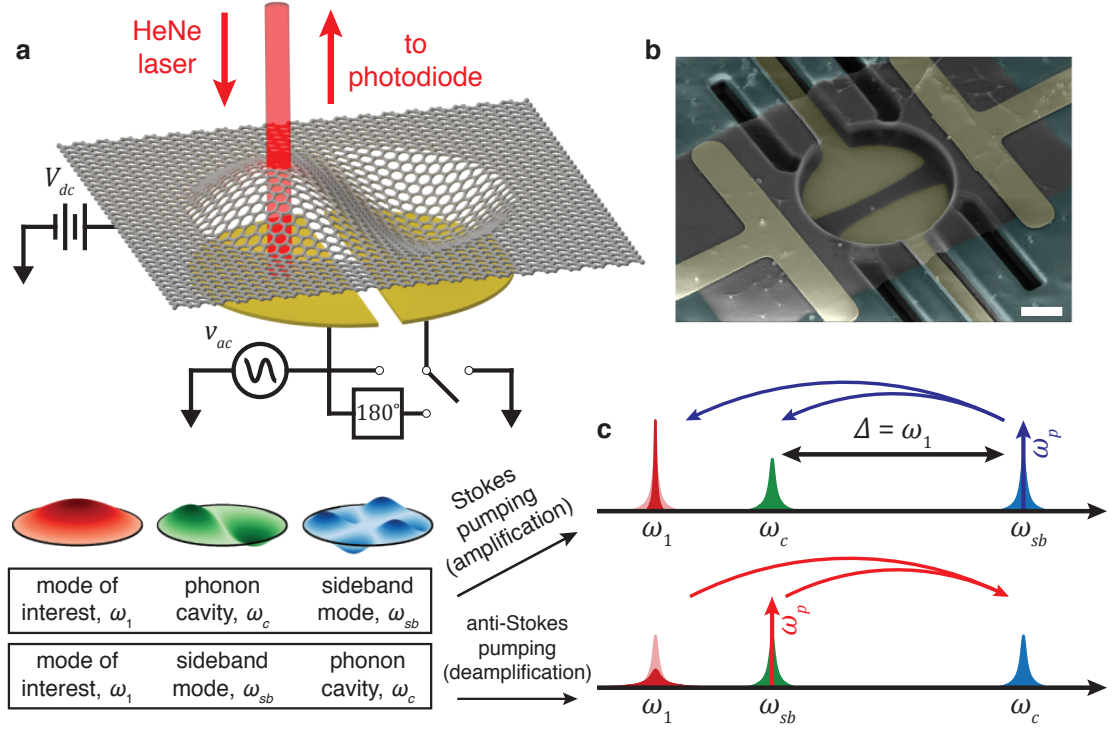 a
HeNe
laser
to
photodiode
V_dc
v_ac
180°
b
c
Δ = ω_1
ω_p
ω_1
ω_c
ω_sb
Stokes
pumping
(amplification)
mode of
interest, ω_1
phonon
cavity, ω_c
sideband
mode, ω_sb
mode of
interest, ω_1
sideband
mode, ω_sb
phonon
cavity, ω_c
anti-Stokes
pumping
(deamplification)
ω_p
ω_1
ω_sb
ω_c